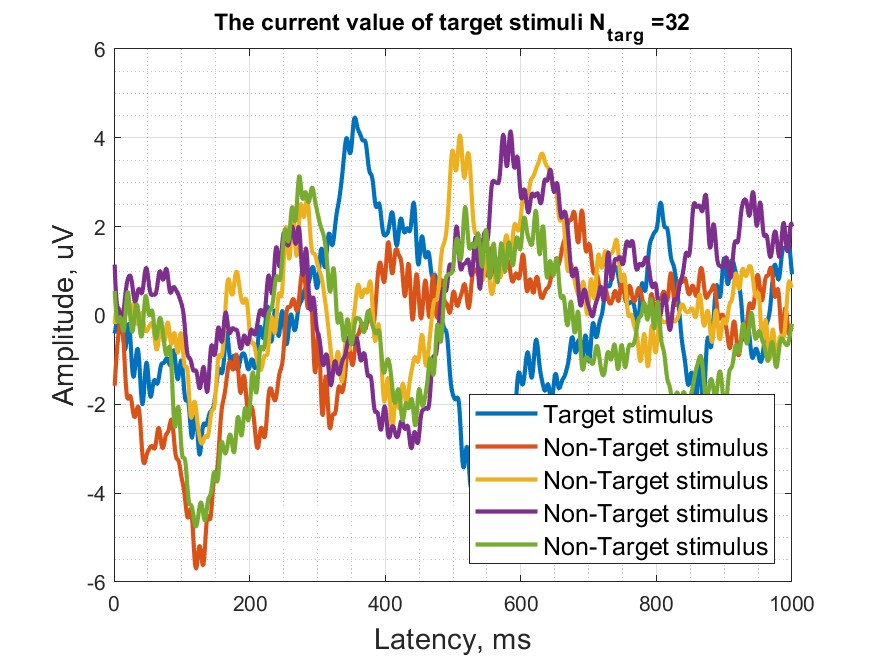 The current value of target stimuli N_targ =32
6
4
2
0
-2
-4
-6
Amplitude, uV
0 200 400 600 800 1000
Latency, ms
Target stimulus
Non-Target stimulus
Non-Target stimulus
Non-Target stimulus
Non-Target stimulus